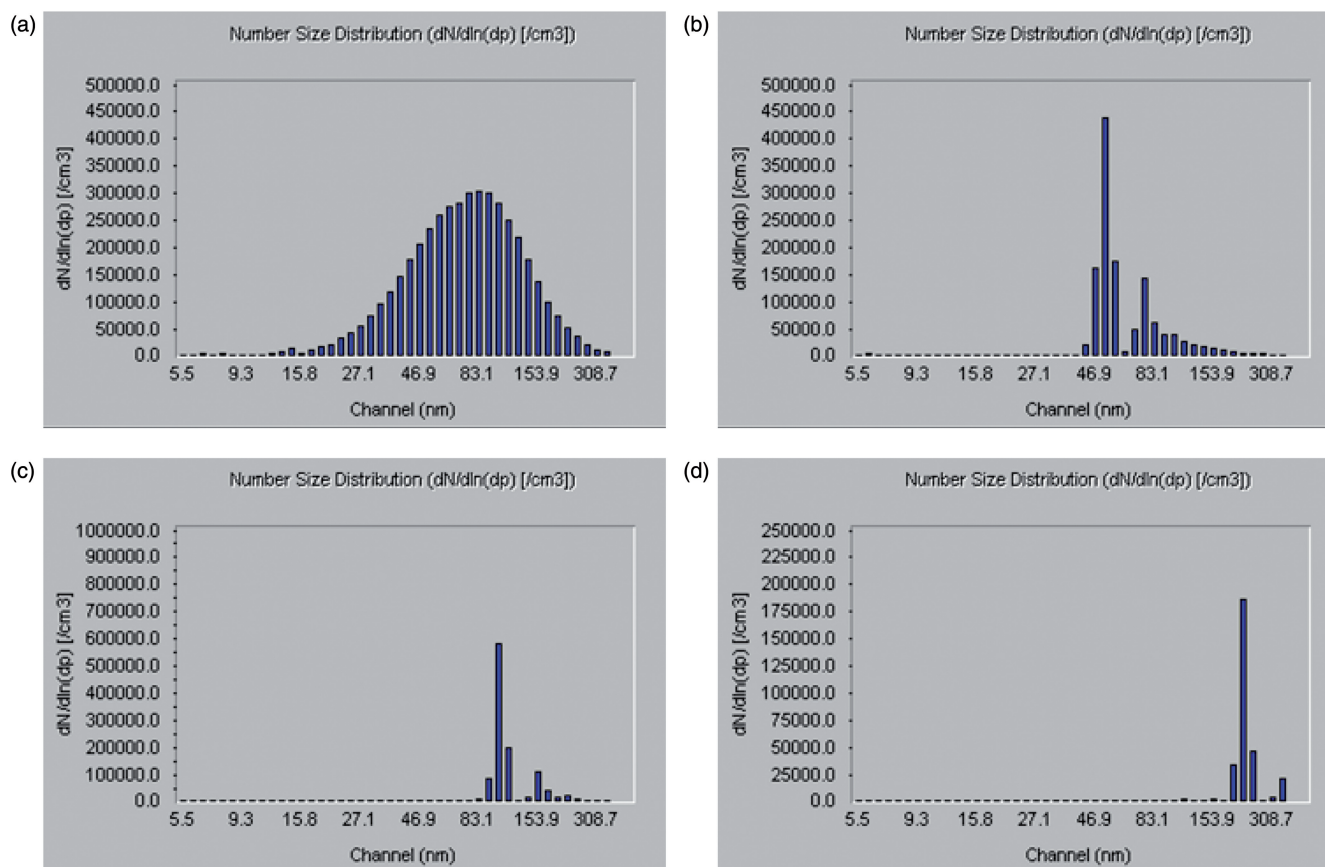 (a)
Number Size Distribution (dN/dln(dp) [/cm3])
dN/dln(dp) [/cm3]
500000.0
450000.0
400000.0
350000.0
300000.0
250000.0
200000.0
150000.0
100000.0
50000.0
0.0
5.5 9.3 15.8 27.1 46.9 83.1 153.9 308.7
Channel (nm)
(b)
Number Size Distribution (dN/dln(dp) [/cm3])
dN/dln(dp) [/cm3]
500000.0
450000.0
400000.0
350000.0
300000.0
250000.0
200000.0
150000.0
100000.0
50000.0
0.0
5.5 9.3 15.8 27.1 46.9 83.1 153.9 308.7
Channel (nm)
(c)
Number Size Distribution (dN/dln(dp) [/cm3])
dN/dln(dp) [/cm3]
1000000.0
900000.0
800000.0
700000.0
600000.0
500000.0
400000.0
300000.0
200000.0
100000.0
0.0
5.5 9.3 15.8 27.1 46.9 83.1 153.9 308.7
Channel (nm)
(d)
Number Size Distribution (dN/dln(dp) [/cm3])
dN/dln(dp) [/cm3]
250000.0
225000.0
200000.0
175000.0
150000.0
125000.0
100000.0
75000.0
50000.0
25000.0
0.0
5.5 9.3 15.8 27.1 46.9 83.1 153.9 308.7
Channel (nm)